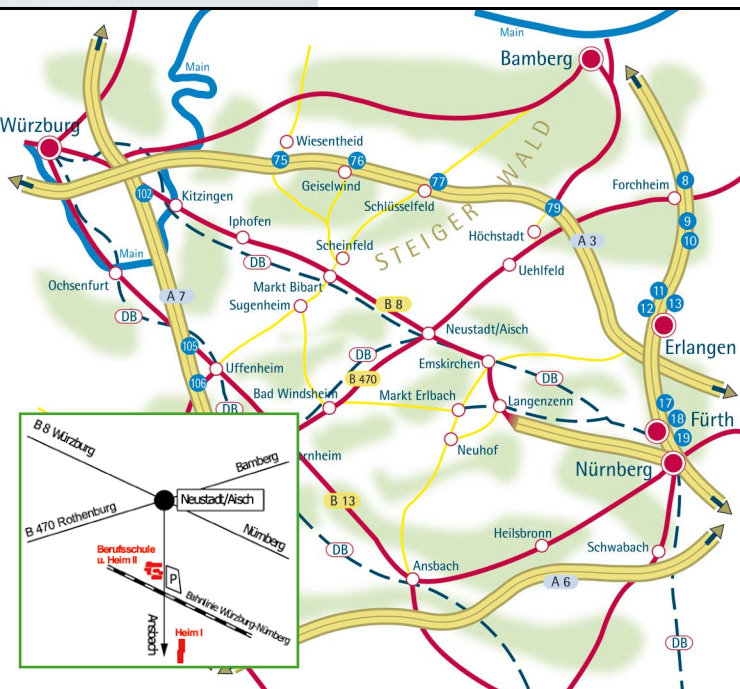 Main
Bamberg
Main
Würzburg
Wiesentheid
75
76
77
Geiselwind
Schlüsselfeld
STEIGER WALD
Forchheim
8
9
10
102
Kitzingen
79
Höchstadt
A 3
Iphofen
Scheinfeld
Main
DB
Uehlfeld
Ochsenfurt
A 7
Markt Bibart
Sugenheim
B 8
11
12
13
DB
Neustadt/Aisch
Erlangen
105
DB
Emskirchen
Uffenheim
106
B 470
DB
Bad Windsheim
Markt Erlbach
Langenzenn
17
18
19
Fürth
DB
Neuhof
Nürnberg
rnheim
B 13
Heilsbronn
Schwabach
DB
Ansbach
A 6
DB
B 8 Würzburg
Bamberg
Neustadt/Aisch
B 470 Rothenburg
Nürnberg
Berufsschule
u. Heim II
P
Bahnlinie Würzburg-Nürnberg
Ansbach
Heim I